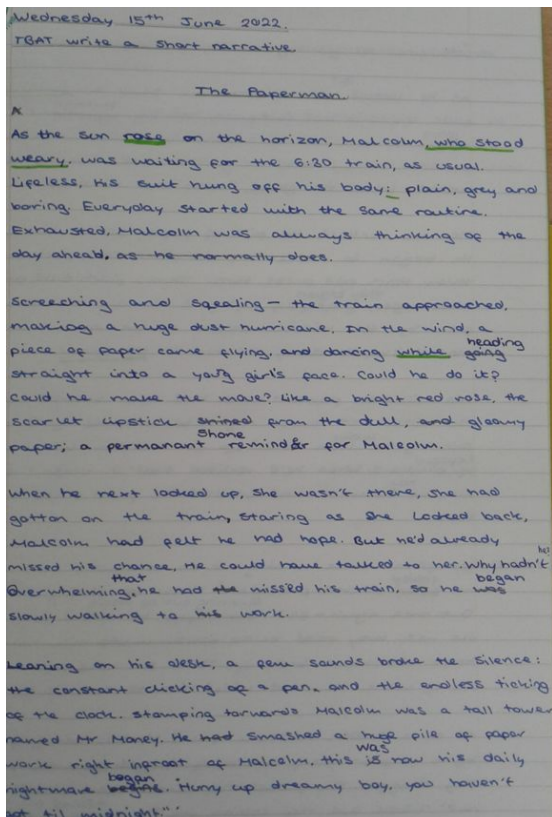 Wednesday 15th June 2022.
TBAT write a short narrative.
The Paperman
As the sun rose on the horizon, Malcolm, who stood
weary, was waiting for the 6:30 train, as usual.
Lifeless, his suit hung off his body; plain, grey and
boring. Everyday started with the same routine.
Exhausted, Malcolm was always thinking of the
day ahead, as he normally does.
Screeching and sqealing - the train approached,
making a huge dust hurricane. In the wind, a
piece of paper came flying, and dancing while going heading
straight into a young girl's face. Could he do it?
Could he make the move? Like a bright red rose, the
scarlet lipstick shined from the dull, and gloomy
shone
paper; a permanant reminder for Malcolm.
When he next looked up, she wasn't there, she had
gotton on the train, staring as she looked back,
Malcolm had felt he had hope. But he'd already
missed his chance, He could have talked to her. Why hadn't he?
Overwhelming, that he had the missed his train, so he was began
slowly walking to his work.
Leaning on his desk, a few sounds broke the silence:
the constant clicking of a pen, and the endless ticking
of the clock. Stamping torwards Malcolm was a tall tower
named Mr Money. He had smashed a huge pile of paper
work right infront of Malcolm, this is was now his daily
nightmare begins began. "Hurry up dreamy boy, you haven't
got til midnight".